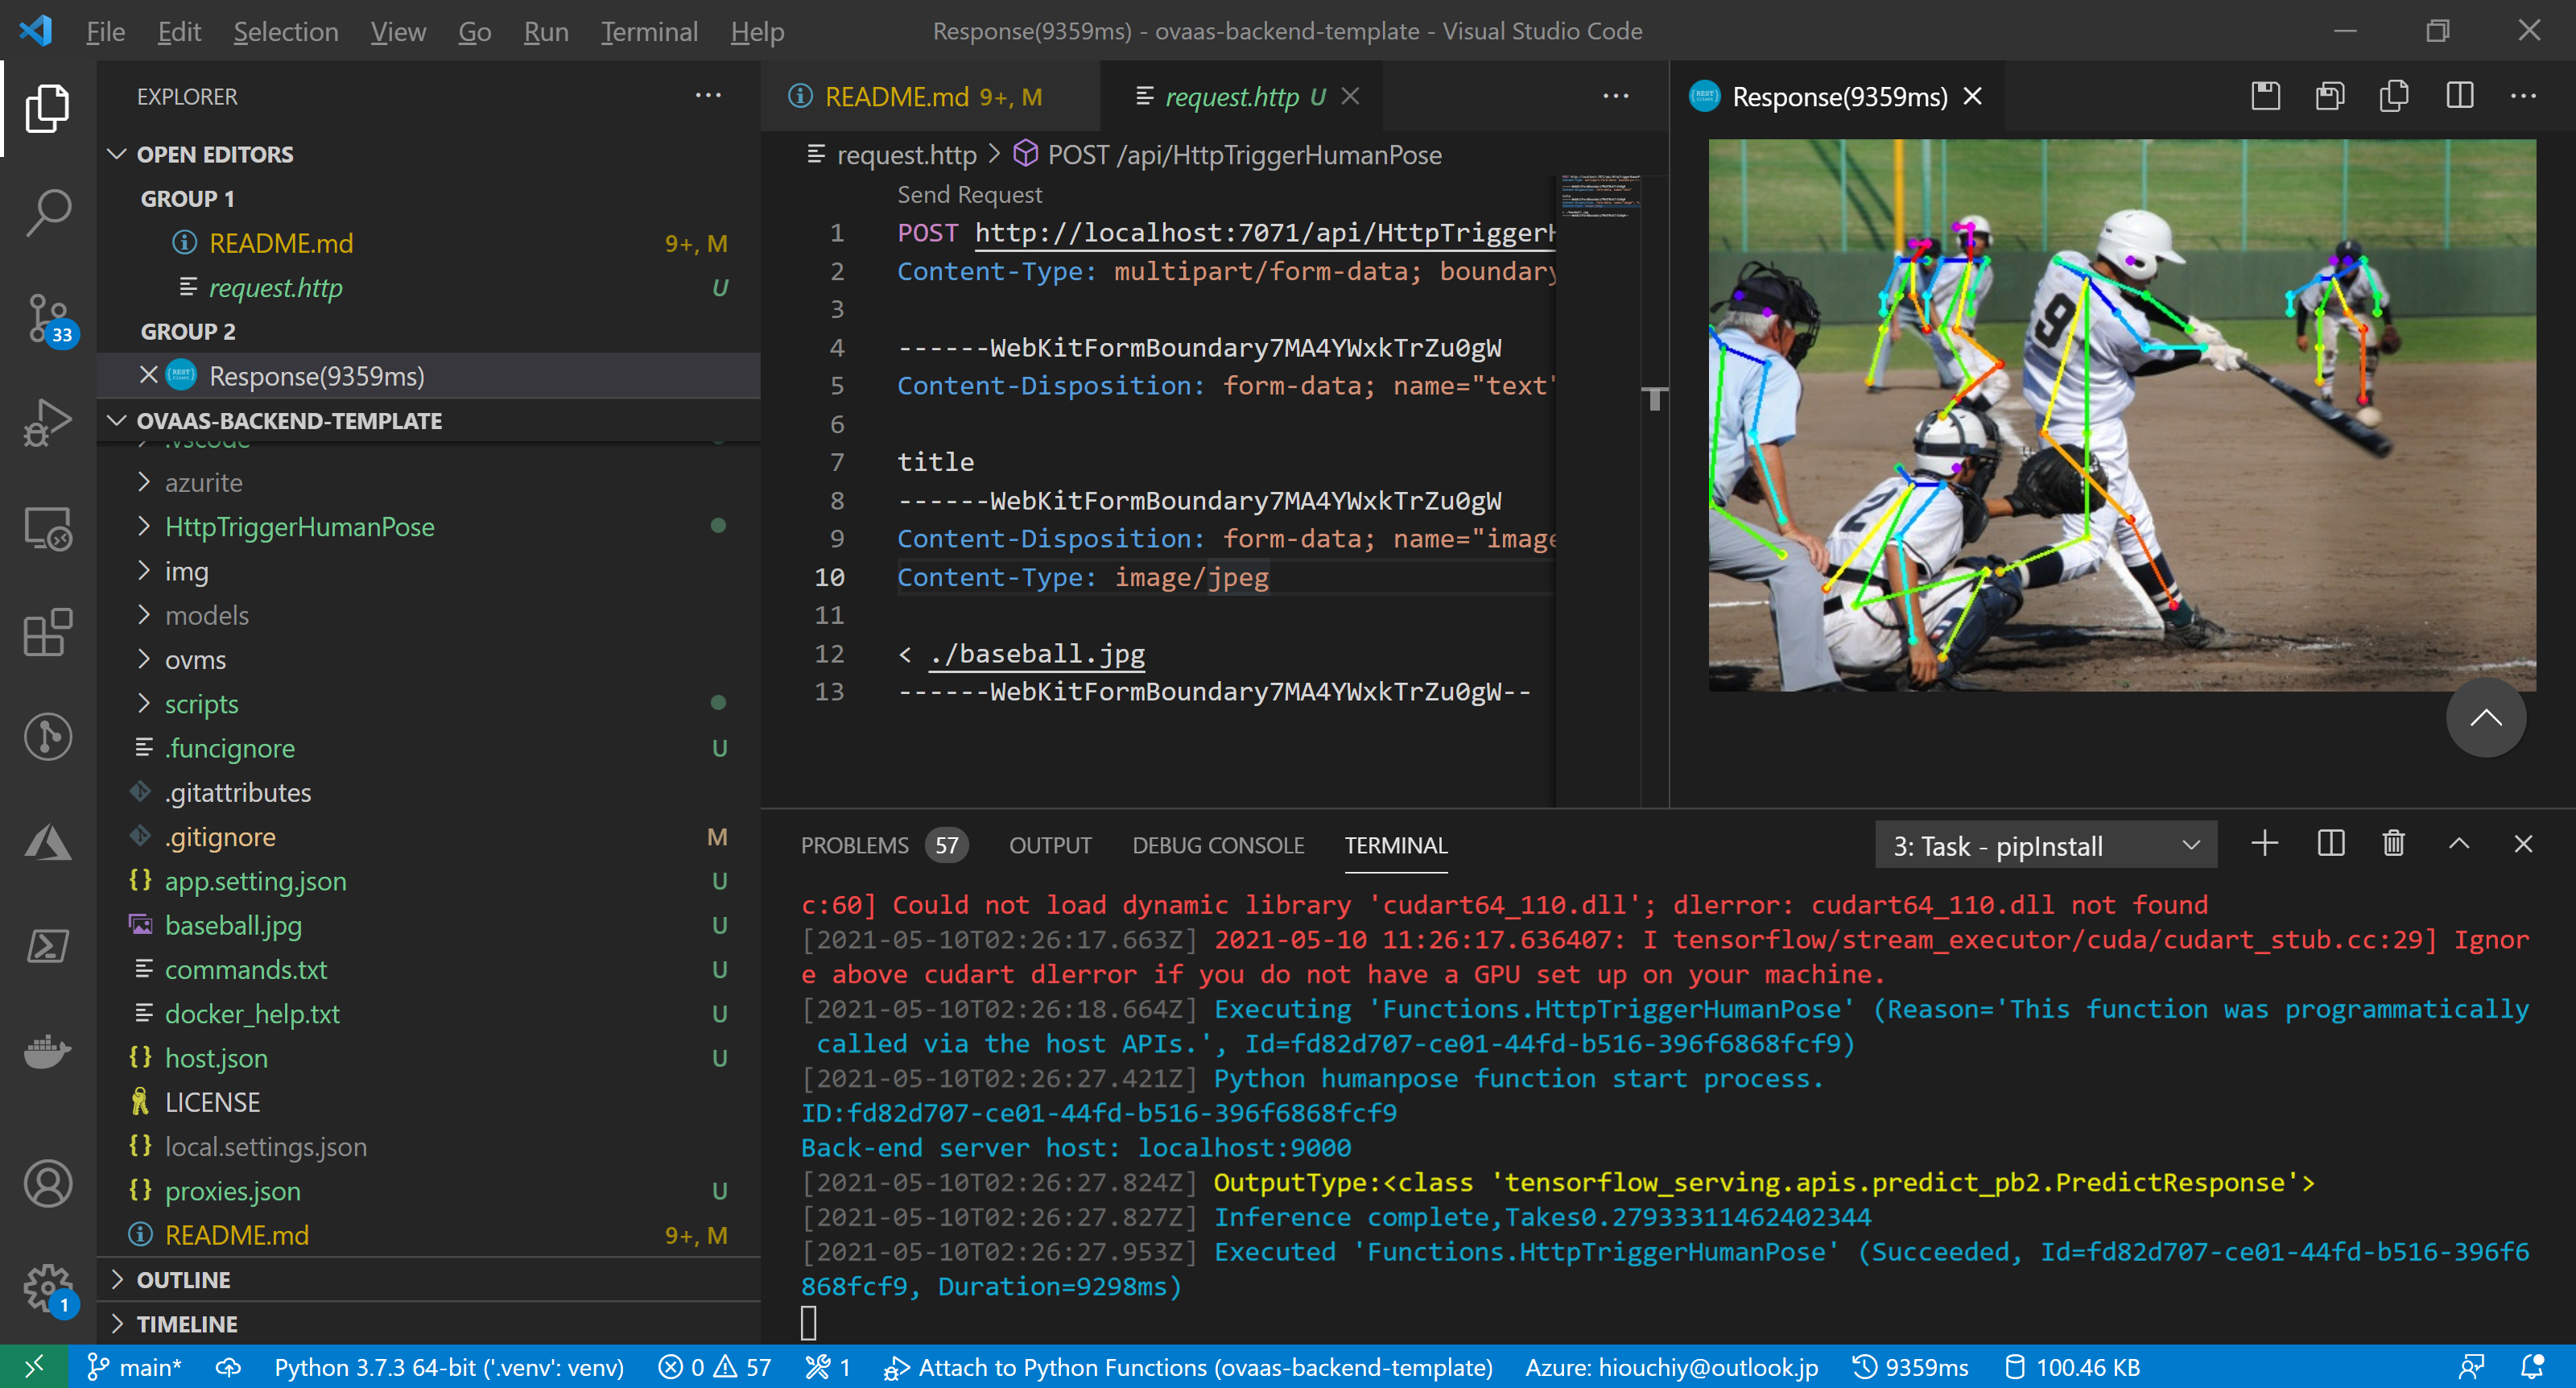 File Edit Selection View Go Run Terminal Help
Response(9359ms) - ovaas-backend-template - Visual Studio Code
EXPLORER
OPEN EDITORS
GROUP 1
README.md 9+, M
request.http U
GROUP 2
Response(9359ms)
OVAAS-BACKEND-TEMPLATE
.vscode
azurite
HttpTriggerHumanPose
img
models
ovms
scripts
.funcignore U
.gitattributes
.gitignore M
app.setting.json U
baseball.jpg U
commands.txt U
docker_help.txt U
host.json U
LICENSE
local.settings.json
proxies.json U
README.md 9+, M
OUTLINE
TIMELINE
33
1
README.md 9+, M
request.http U
request.http > POST /api/HttpTriggerHumanPose
Send Request
1 POST http://localhost:7071/api/HttpTriggerH
2 Content-Type: multipart/form-data; boundary
3
4 ------WebKitFormBoundary7MA4YWxkTrZu0gW
5 Content-Disposition: form-data; name="text"
6
7 title
8 ------WebKitFormBoundary7MA4YWxkTrZu0gW
9 Content-Disposition: form-data; name="image
10 Content-Type: image/jpeg
11
12 < ./baseball.jpg
13 ------WebKitFormBoundary7MA4YWxkTrZu0gW--
Response(9359ms)
9
2
PROBLEMS 57 OUTPUT DEBUG CONSOLE TERMINAL
3: Task - pipInstall
c:60] Could not load dynamic library 'cudart64_110.dll'; dlerror: cudart64_110.dll not found
[2021-05-10T02:26:17.663Z] 2021-05-10 11:26:17.636407: I tensorflow/stream_executor/cuda/cudart_stub.cc:29] Ignor
e above cudart dlerror if you do not have a GPU set up on your machine.
[2021-05-10T02:26:18.664Z] Executing 'Functions.HttpTriggerHumanPose' (Reason='This function was programmatically
called via the host APIs.', Id=fd82d707-ce01-44fd-b516-396f6868fcf9)
[2021-05-10T02:26:27.421Z] Python humanpose function start process.
ID:fd82d707-ce01-44fd-b516-396f6868fcf9
Back-end server host: localhost:9000
[2021-05-10T02:26:27.824Z] OutputType:<class 'tensorflow_serving.apis.predict_pb2.PredictResponse'>
[2021-05-10T02:26:27.827Z] Inference complete,Takes0.27933311462402344
[2021-05-10T02:26:27.953Z] Executed 'Functions.HttpTriggerHumanPose' (Succeeded, Id=fd82d707-ce01-44fd-b516-396f6
868fcf9, Duration=9298ms)
main* Python 3.7.3 64-bit ('.venv': venv) 0 57 1 Attach to Python Functions (ovaas-backend-template) Azure: hiouchiy@outlook.jp 9359ms 100.46 KB